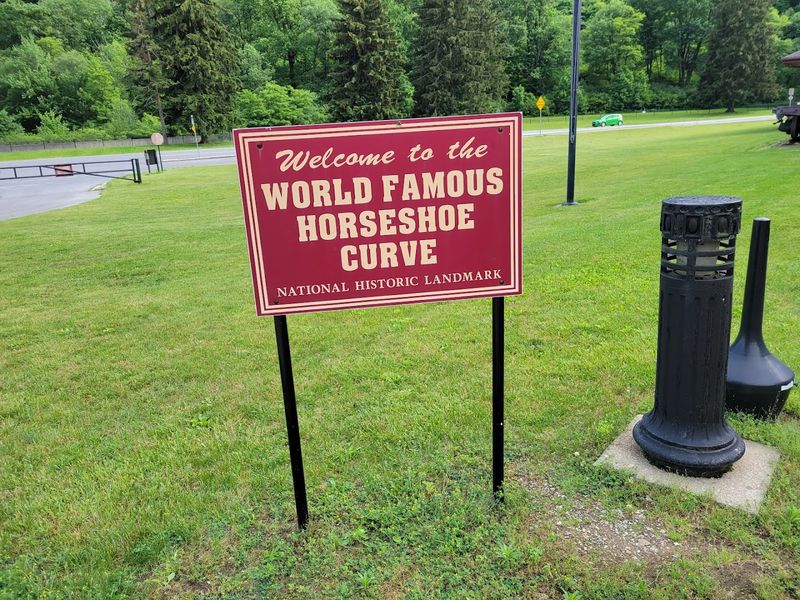 Welcome to the
WORLD FAMOUS
HORSESHOE
CURVE
NATIONAL HISTORIC LANDMARK